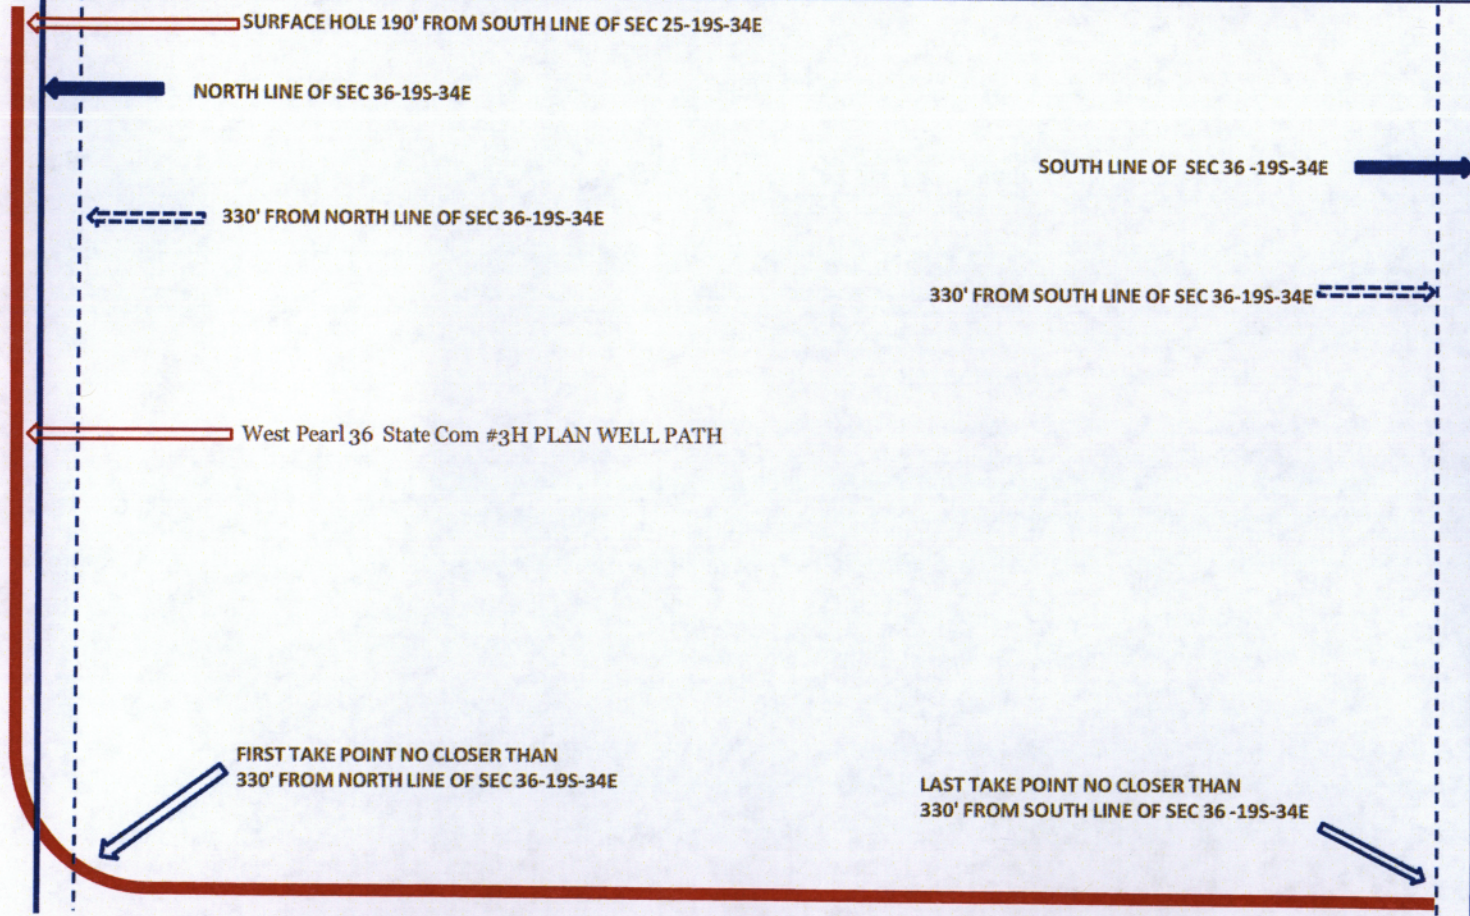 SURFACE HOLE 190' FROM SOUTH LINE OF SEC 25-19S-34E
NORTH LINE OF SEC 36-19S-34E
SOUTH LINE OF SEC 36 -19S-34E
330' FROM NORTH LINE OF SEC 36-19S-34E
330' FROM SOUTH LINE OF SEC 36-19S-34E
West Pearl 36 State Com #3H PLAN WELL PATH
FIRST TAKE POINT NO CLOSER THAN
330' FROM NORTH LINE OF SEC 36-19S-34E
LAST TAKE POINT NO CLOSER THAN
330' FROM SOUTH LINE OF SEC 36 -19S-34E